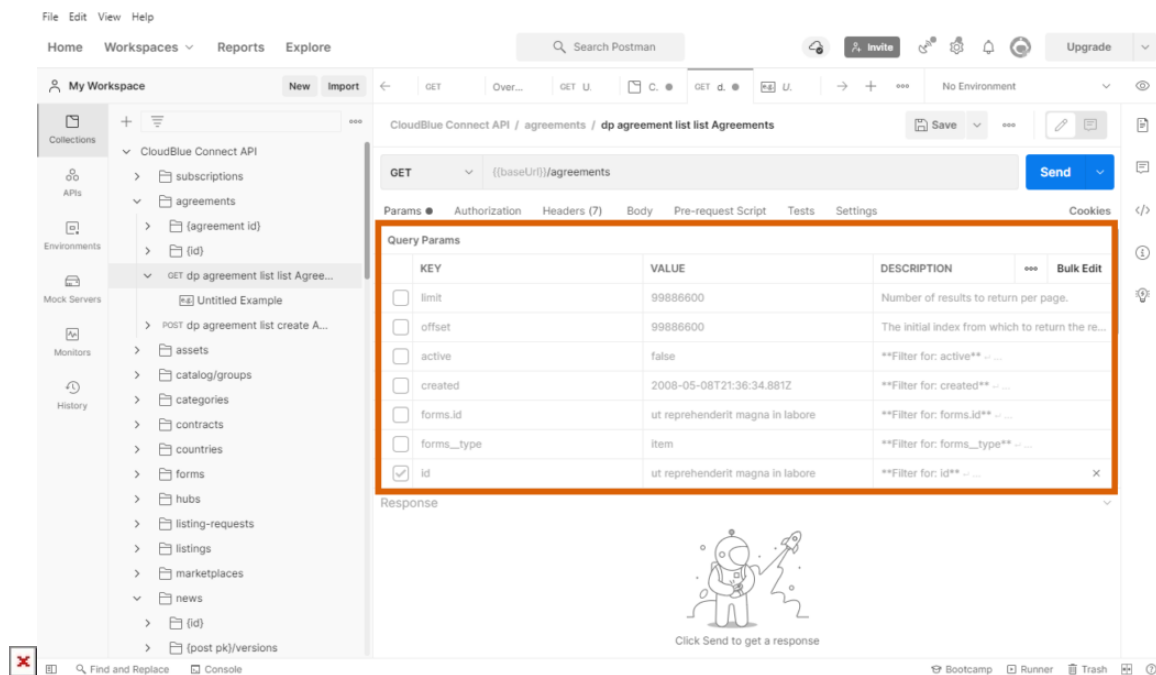 File Edit View Help
Home Workspaces Reports Explore Search Postman Invite Upgrade
My Workspace New Import GET Over... GET U. C. GET d. U. No Environment
Collections
APIs
Environments
Mock Servers
Monitors
History
CloudBlue Connect API
subscriptions
agreements
{agreement id}
{id}
GET dp agreement list list Agree...
Untitled Example
POST dp agreement list create A...
assets
catalog/groups
categories
contracts
countries
forms
hubs
listing-requests
listings
marketplaces
news
{id}
{post pk}/versions
CloudBlue Connect API / agreements / dp agreement list list Agreements Save
GET {{baseUrl}}/agreements Send
Params Authorization Headers (7) Body Pre-request Script Tests Settings Cookies
Query Params
KEY VALUE DESCRIPTION Bulk Edit
limit 99886600 Number of results to return per page.
offset 99886600 The initial index from which to return the re...
active false **Filter for: active** ↵ ...
created 2008-05-08T21:36:34.881Z **Filter for: created** ↵ ...
forms.id ut reprehenderit magna in labore **Filter for: forms.id** ↵ ...
forms__type item **Filter for: forms__type** ↵ ...
id ut reprehenderit magna in labore **Filter for: id** ↵ ...
Response
Click Send to get a response
Find and Replace Console Bootcamp Runner Trash